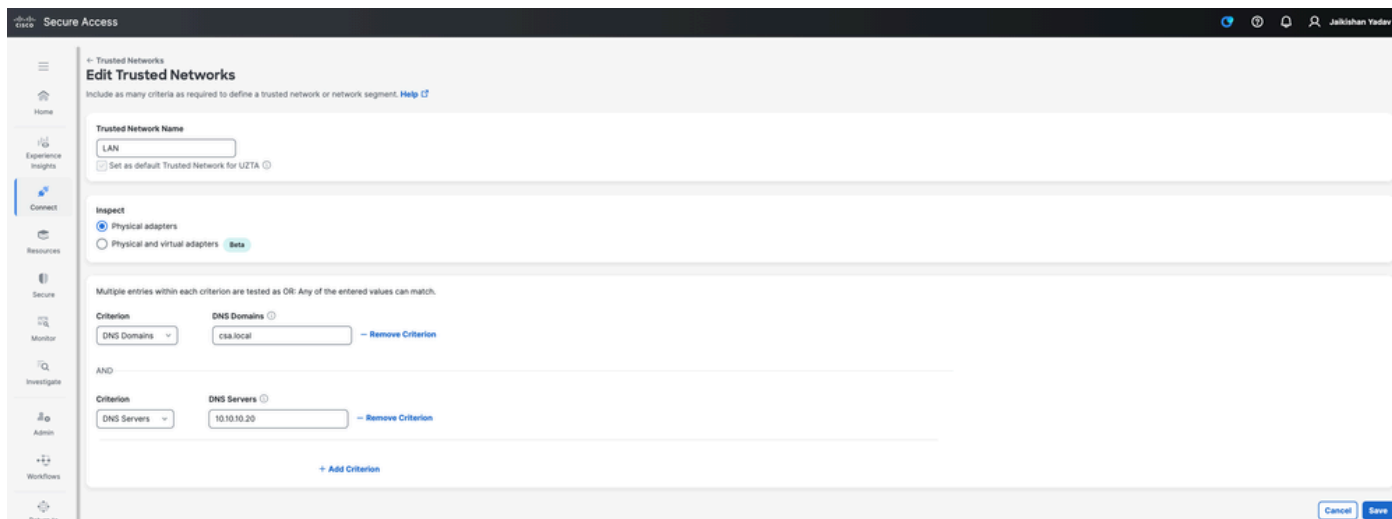 cisco Secure Access
Jaikishan Yadav
Home
Experience
Insights
Connect
Resources
Secure
Monitor
Investigate
Admin
Workflows
← Trusted Networks
Edit Trusted Networks
Include as many criteria as required to define a trusted network or network segment. Help
Trusted Network Name
LAN
Set as default Trusted Network for UZTA
Inspect
Physical adapters
Physical and virtual adapters Beta
Multiple entries within each criterion are tested as OR: Any of the entered values can match.
Criterion DNS Domains
DNS Domains csa.local − Remove Criterion
AND
Criterion DNS Servers
DNS Servers 10.10.10.20 − Remove Criterion
+ Add Criterion
Cancel Save